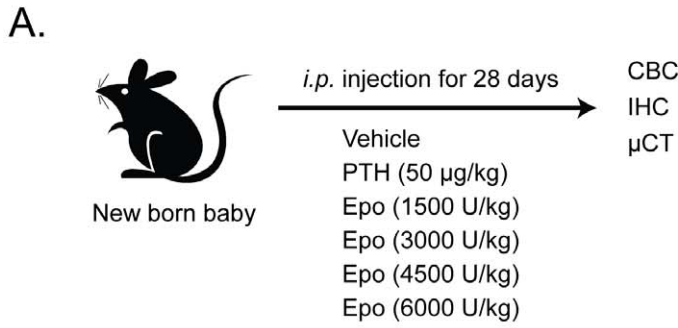 A.
i.p. injection for 28 days
Vehicle
PTH (50 µg/kg)
Epo (1500 U/kg)
Epo (3000 U/kg)
Epo (4500 U/kg)
Epo (6000 U/kg)
New born baby
CBC
IHC
µCT